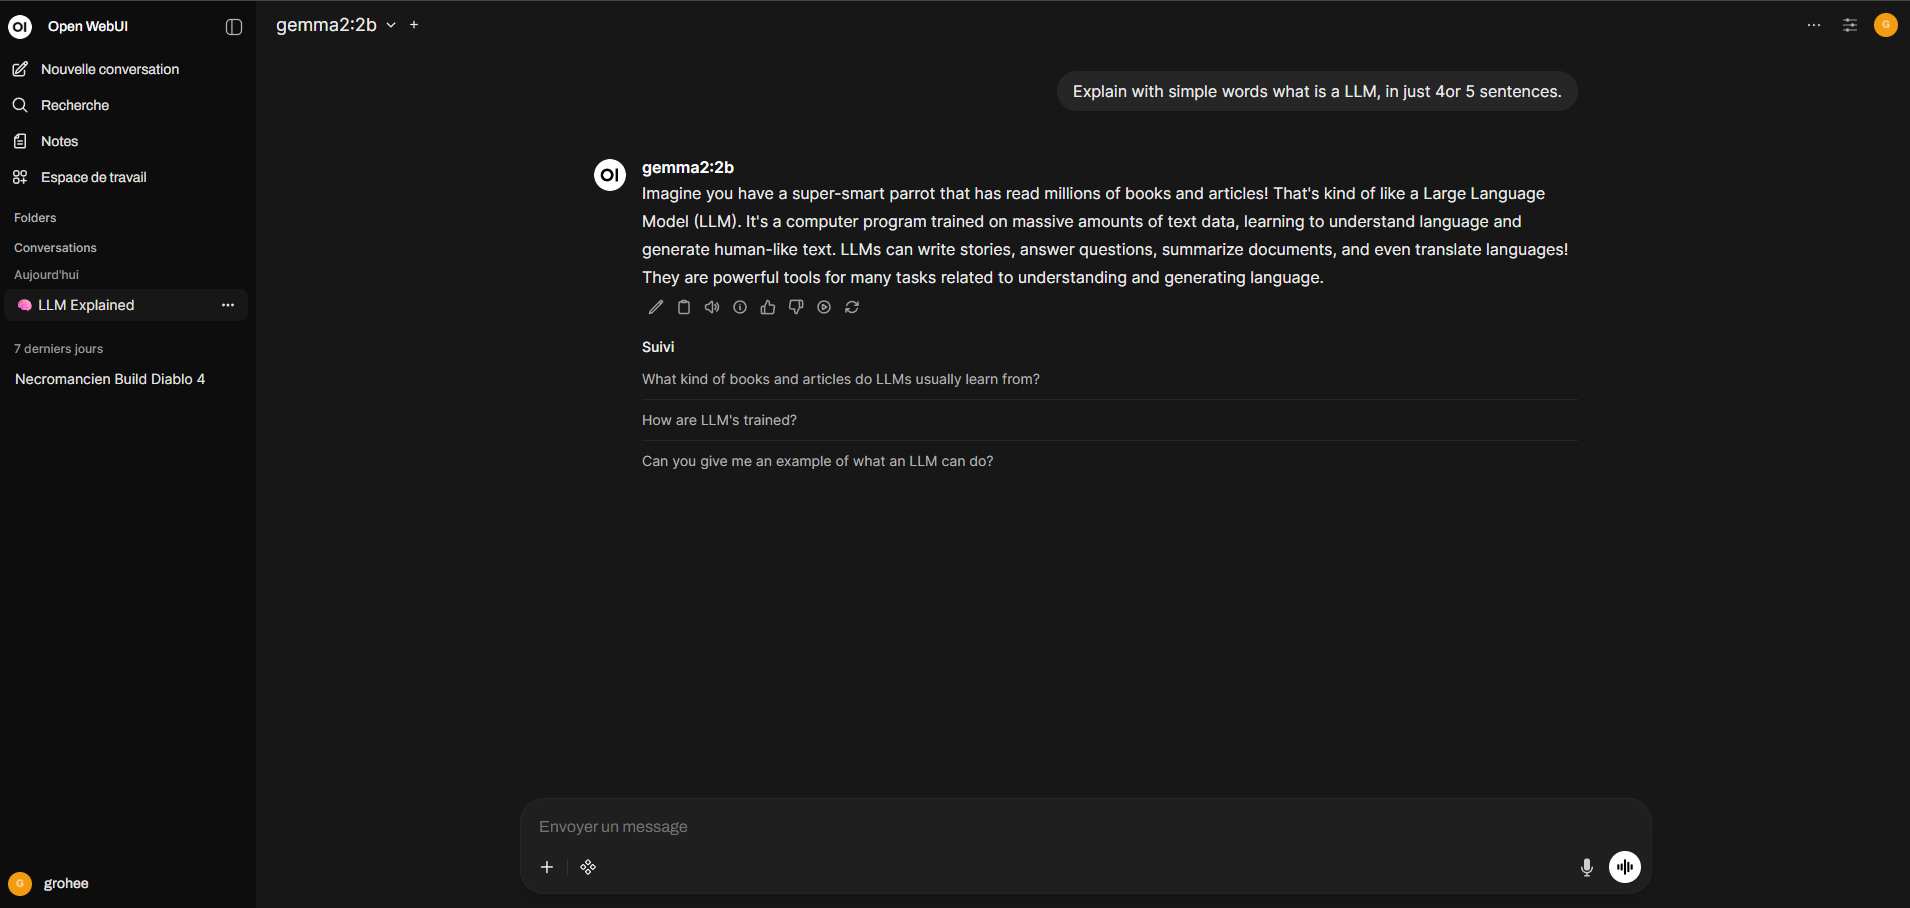 OI Open WebUI
Nouvelle conversation
Recherche
Notes
Espace de travail
Folders
Conversations
Aujourd'hui
LLM Explained
7 derniers jours
Necromancien Build Diablo 4
G grohee
gemma2:2b
G
Explain with simple words what is a LLM, in just 4or 5 sentences.
OI gemma2:2b
Imagine you have a super-smart parrot that has read millions of books and articles! That's kind of like a Large Language
Model (LLM). It's a computer program trained on massive amounts of text data, learning to understand language and
generate human-like text. LLMs can write stories, answer questions, summarize documents, and even translate languages!
They are powerful tools for many tasks related to understanding and generating language.
Suivi
What kind of books and articles do LLMs usually learn from?
How are LLM's trained?
Can you give me an example of what an LLM can do?
Envoyer un message